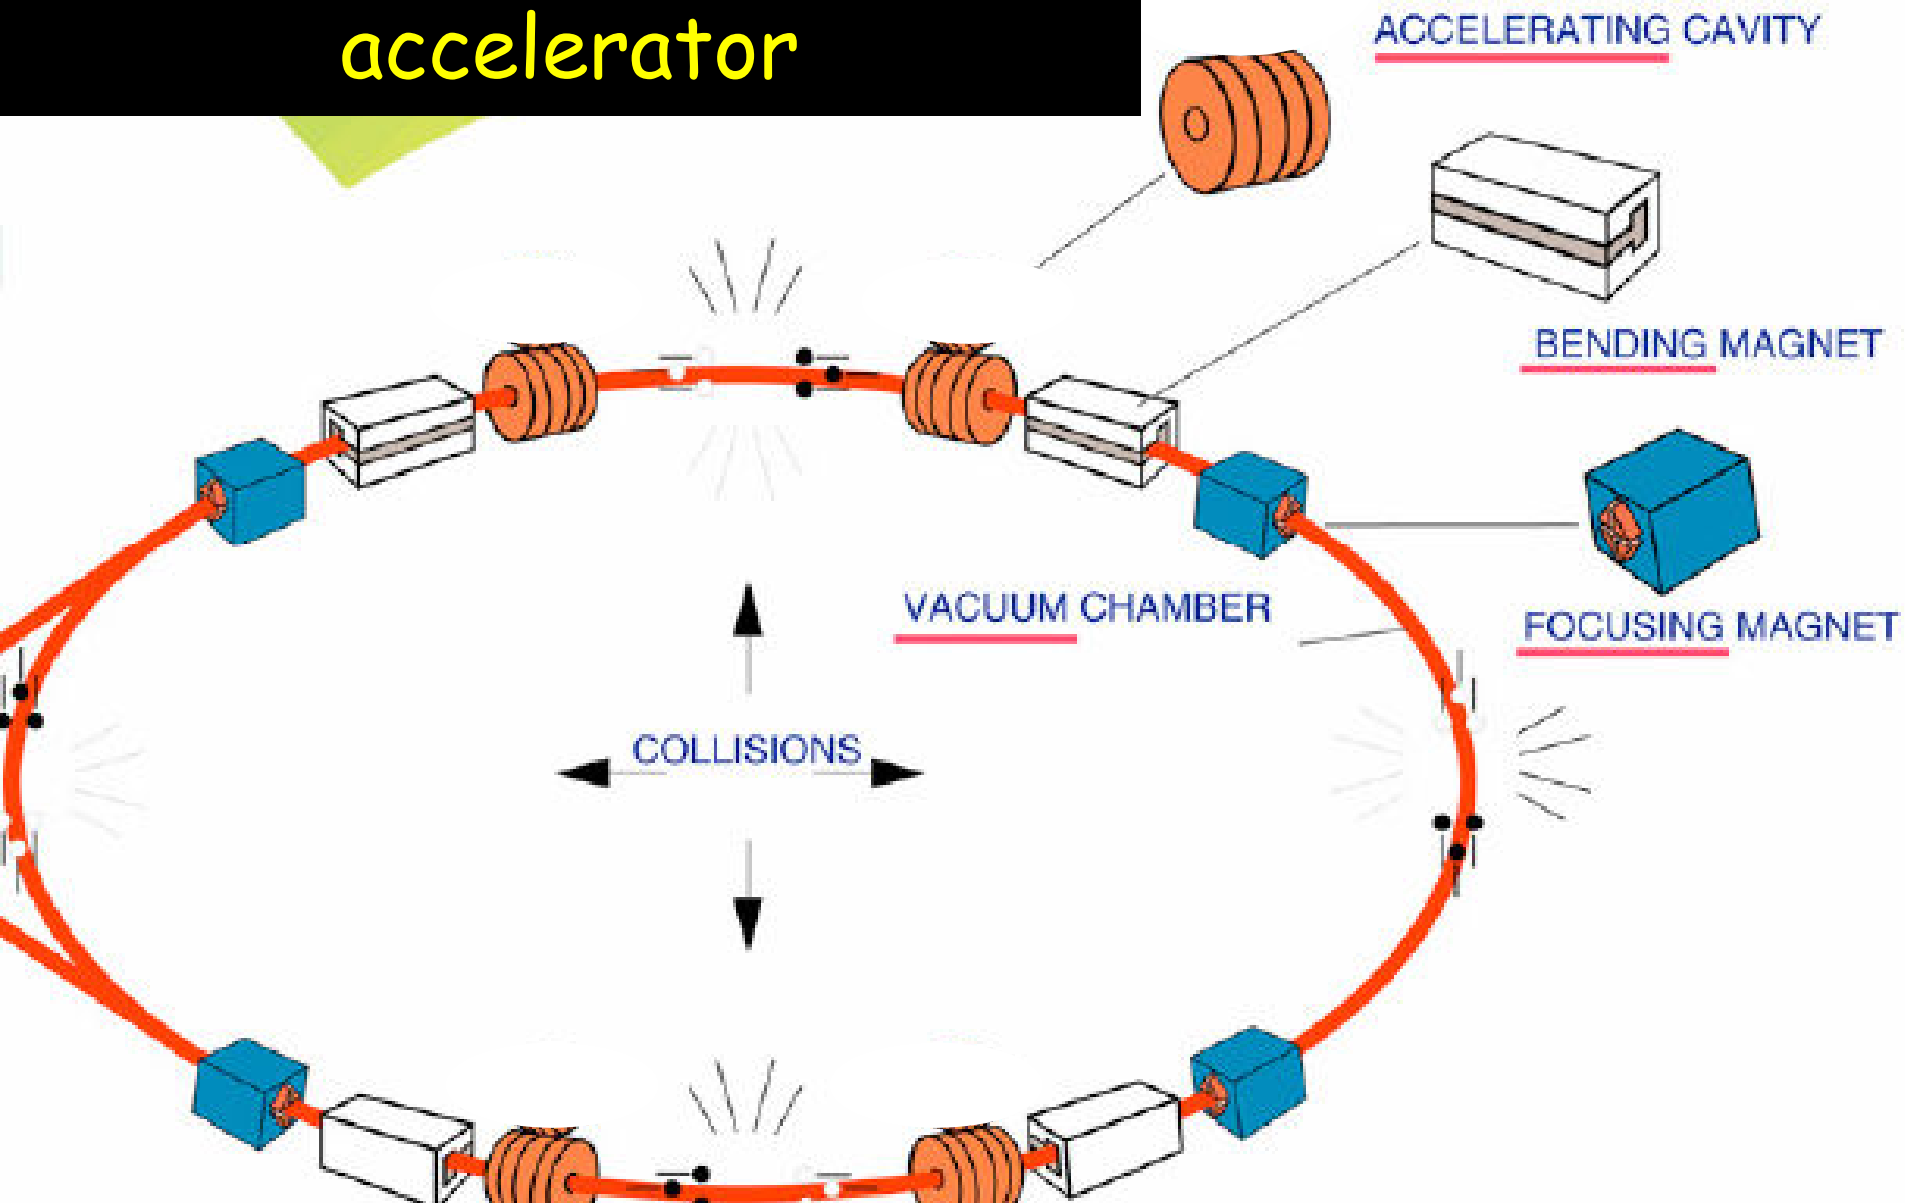 accelerator
ACCELERATING CAVITY
BENDING MAGNET
VACUUM CHAMBER
FOCUSING MAGNET
COLLISIONS